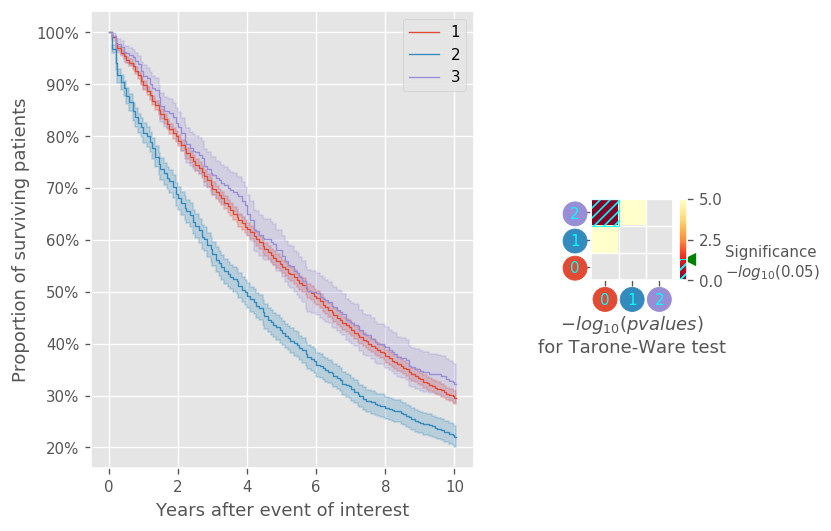 100%
90%
80%
70%
60%
50%
40%
30%
20%
Proportion of surviving patients
0 2 4 6 8 10
Years after event of interest
1
2
3
2
1
0
0 1 2
5.0
2.5
0.0
Significance
−log₁₀(0.05)
−log₁₀(pvalues)
for Tarone-Ware test